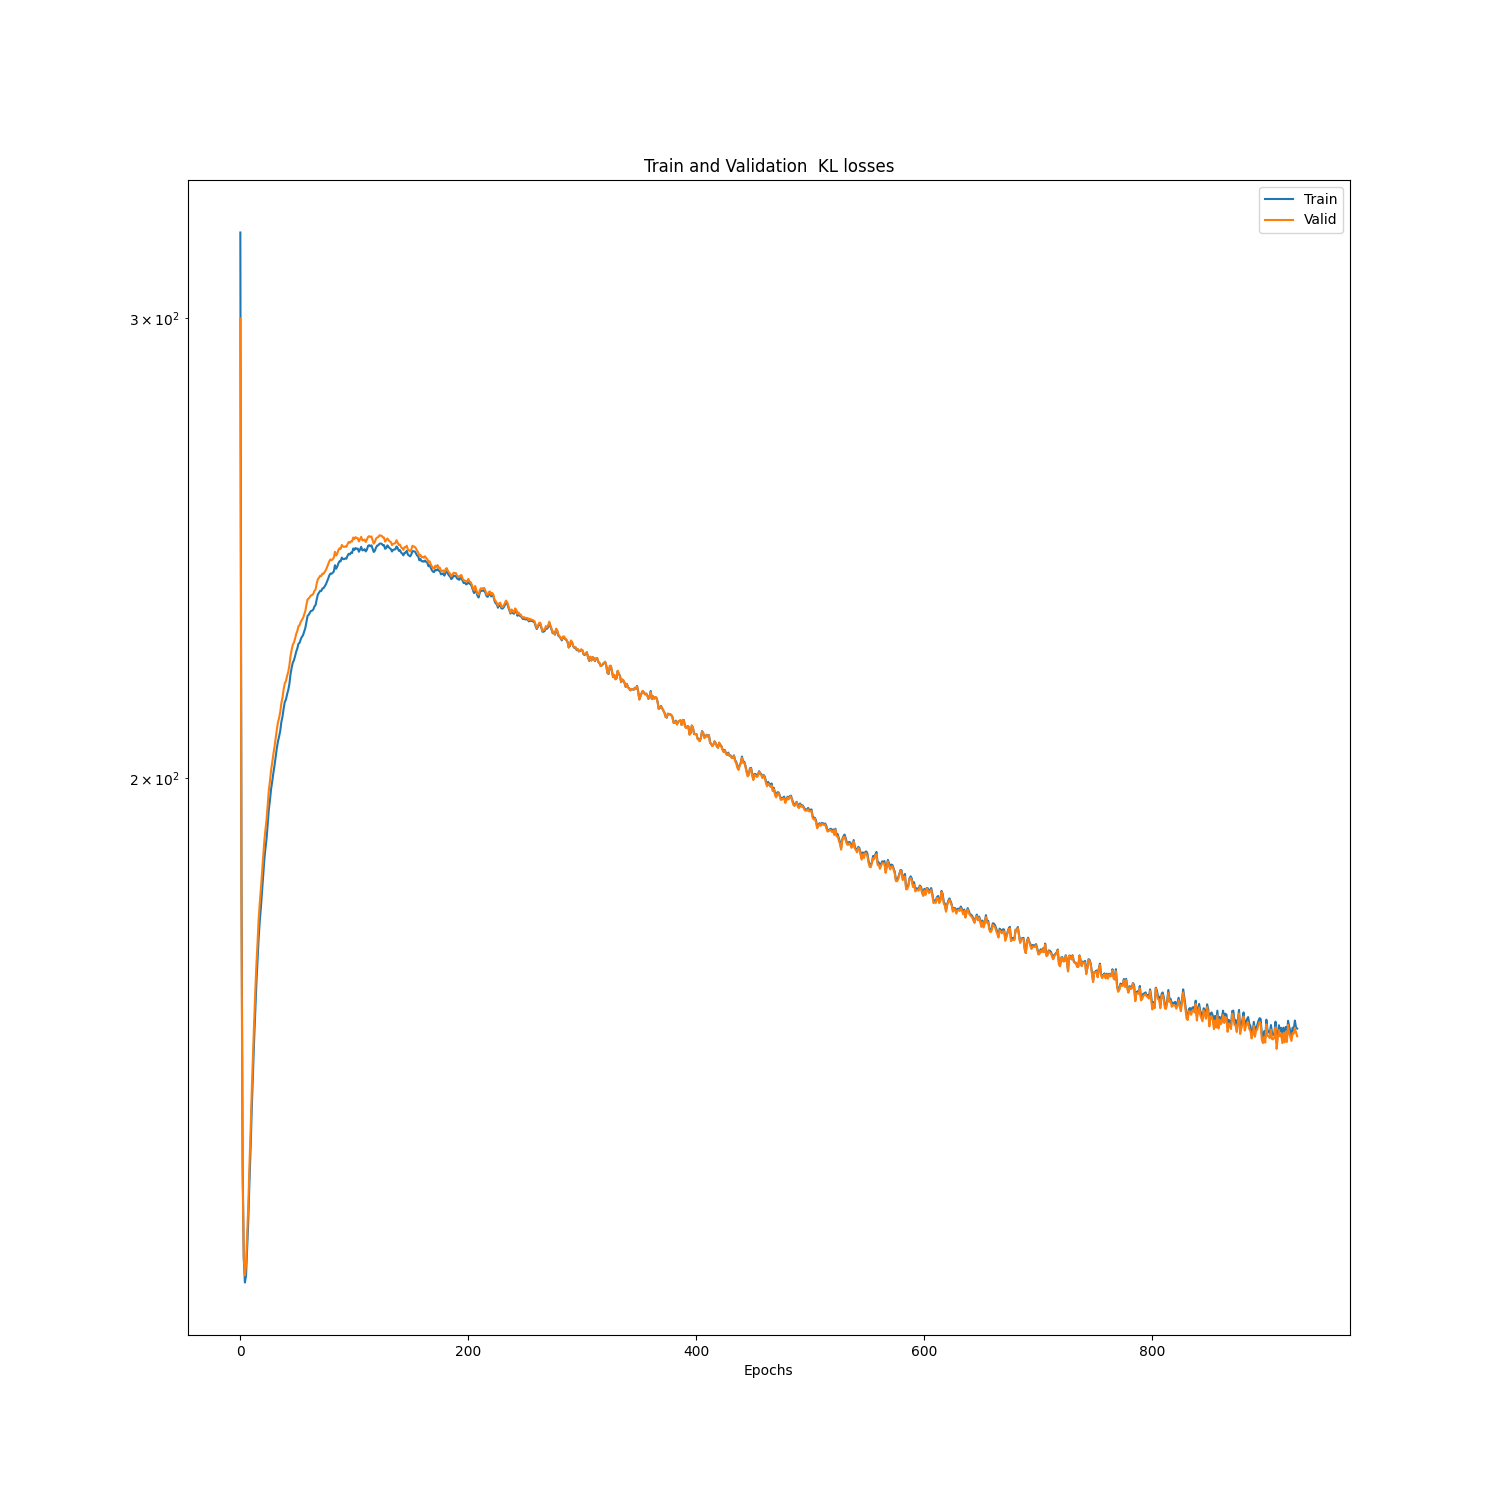 Train and Validation  KL losses
Train
Valid
3 × 10²
2 × 10²
0 200 400 600 800
Epochs